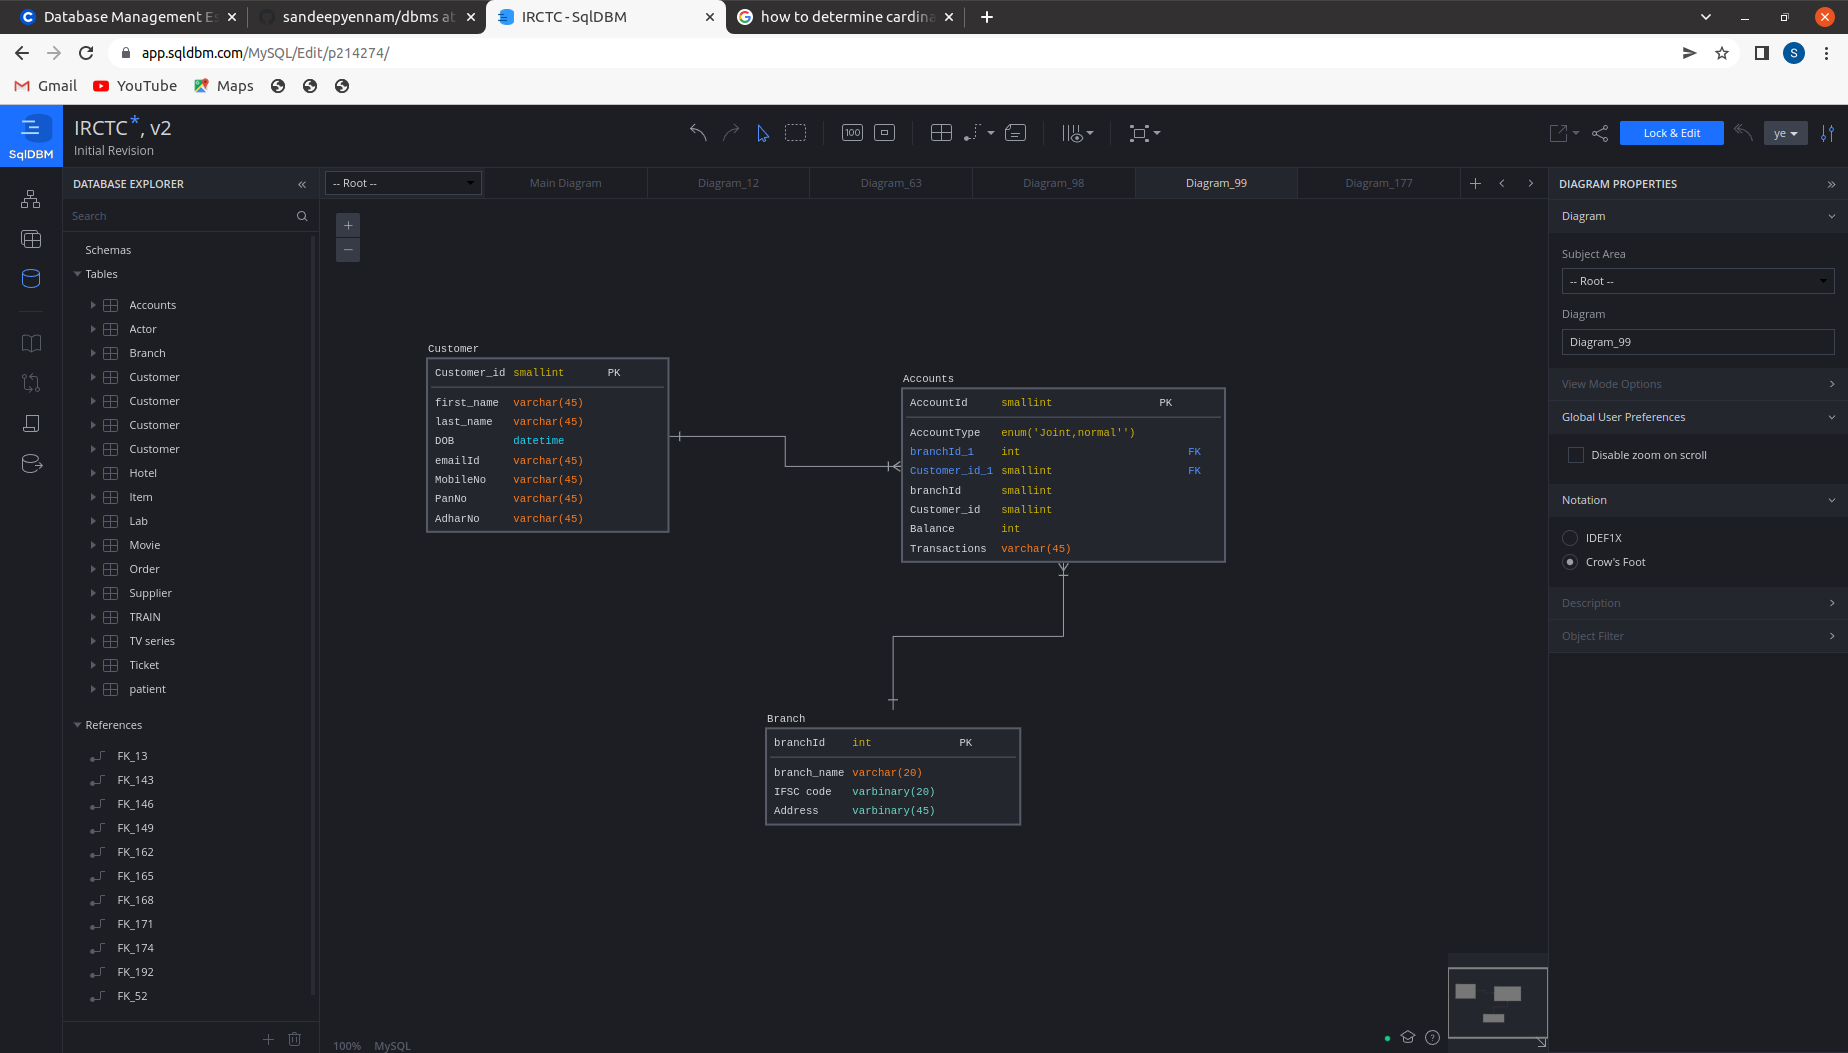 Database Management Es
sandeepyennam/dbms at
IRCTC - SqlDBM
how to determine cardina
app.sqldbm.com/MySQL/Edit/p214274/
S
Gmail
YouTube
Maps
SqlDBM
IRCTC*, v2
Initial Revision
100
Lock & Edit
ye
DATABASE EXPLORER
-- Root --
Main Diagram
Diagram_12
Diagram_63
Diagram_98
Diagram_99
Diagram_177
DIAGRAM PROPERTIES
Search
Schemas
Tables
Accounts
Actor
Branch
Customer
Customer
Customer
Customer
Hotel
Item
Lab
Movie
Order
Supplier
TRAIN
TV series
Ticket
patient
References
FK_13
FK_143
FK_146
FK_149
FK_162
FK_165
FK_168
FK_171
FK_174
FK_192
FK_52
Customer
Customer_id smallint PK
first_name varchar(45)
last_name varchar(45)
DOB datetime
emailId varchar(45)
MobileNo varchar(45)
PanNo varchar(45)
AdharNo varchar(45)
Accounts
AccountId smallint PK
AccountType enum('Joint,normal'')
branchId_1 int FK
Customer_id_1 smallint FK
branchId smallint
Customer_id smallint
Balance int
Transactions varchar(45)
Branch
branchId int PK
branch_name varchar(20)
IFSC code varbinary(20)
Address varbinary(45)
100% MySQL
Diagram
Subject Area
-- Root --
Diagram
Diagram_99
View Mode Options
Global User Preferences
Disable zoom on scroll
Notation
IDEF1X
Crow's Foot
Description
Object Filter